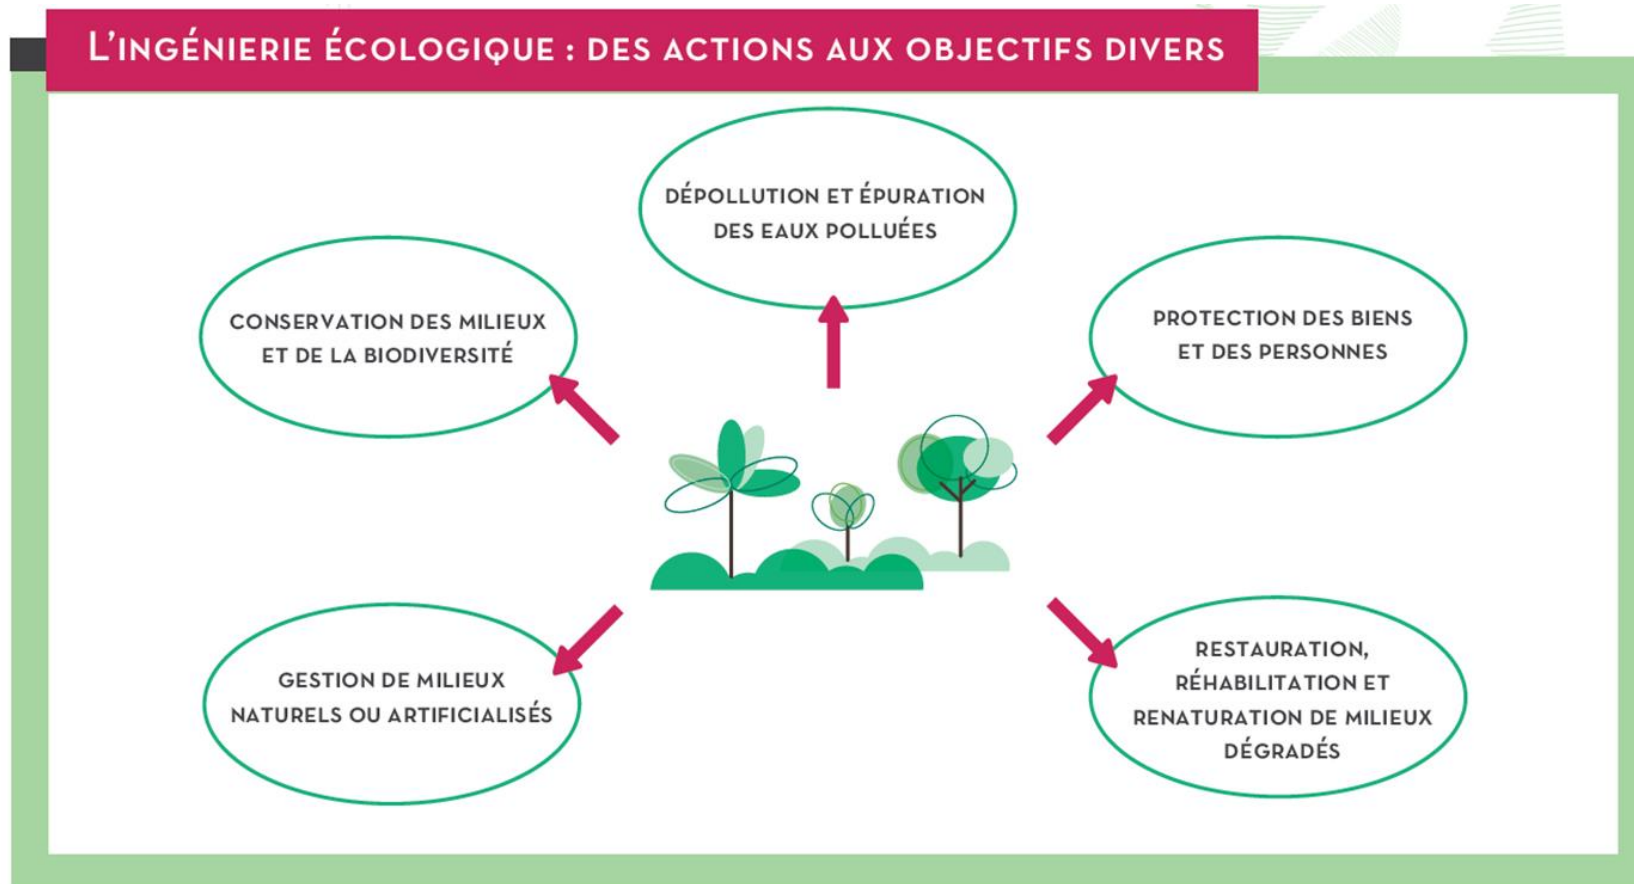 L'INGÉNIERIE ÉCOLOGIQUE : DES ACTIONS AUX OBJECTIFS DIVERS
DÉPOLLUTION ET ÉPURATION
DES EAUX POLLUÉES
CONSERVATION DES MILIEUX
ET DE LA BIODIVERSITÉ
PROTECTION DES BIENS
ET DES PERSONNES
GESTION DE MILIEUX
NATURELS OU ARTIFICIALISÉS
RESTAURATION,
RÉHABILITATION ET
RENATURATION DE MILIEUX
DÉGRADÉS